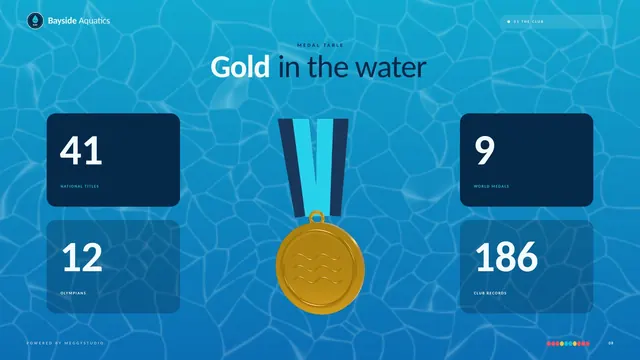 Bayside Aquatics
01 THE CLUB
MEDAL TABLE
Gold in the water
41
NATIONAL TITLES
9
WORLD MEDALS
12
OLYMPIANS
186
CLUB RECORDS
POWERED BY MEGGYSTUDIO